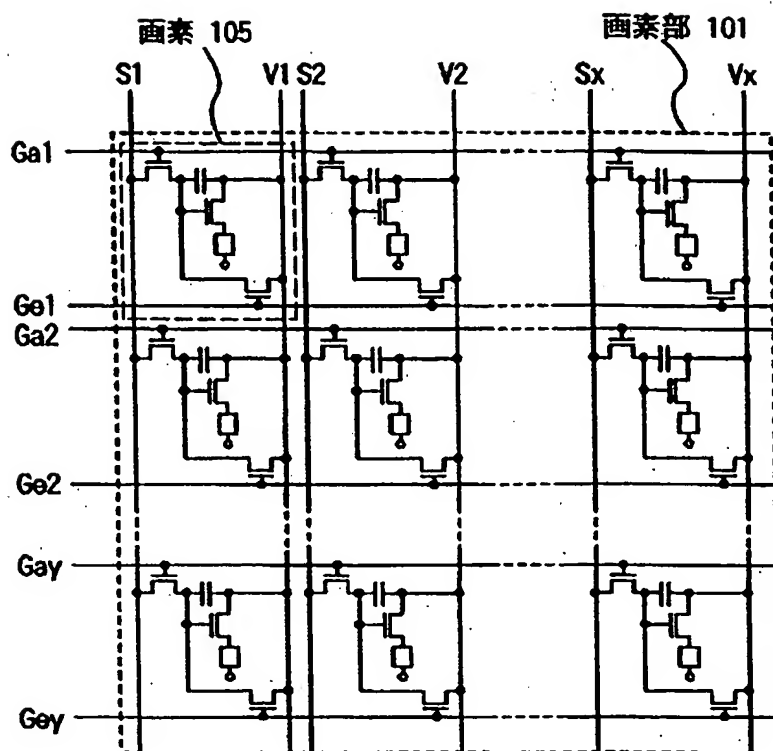 画素 105
画素部 101
S1 V1 S2 V2 Sx Vx
Ga1
Ge1
Ga2
Ge2
Gay
Gey